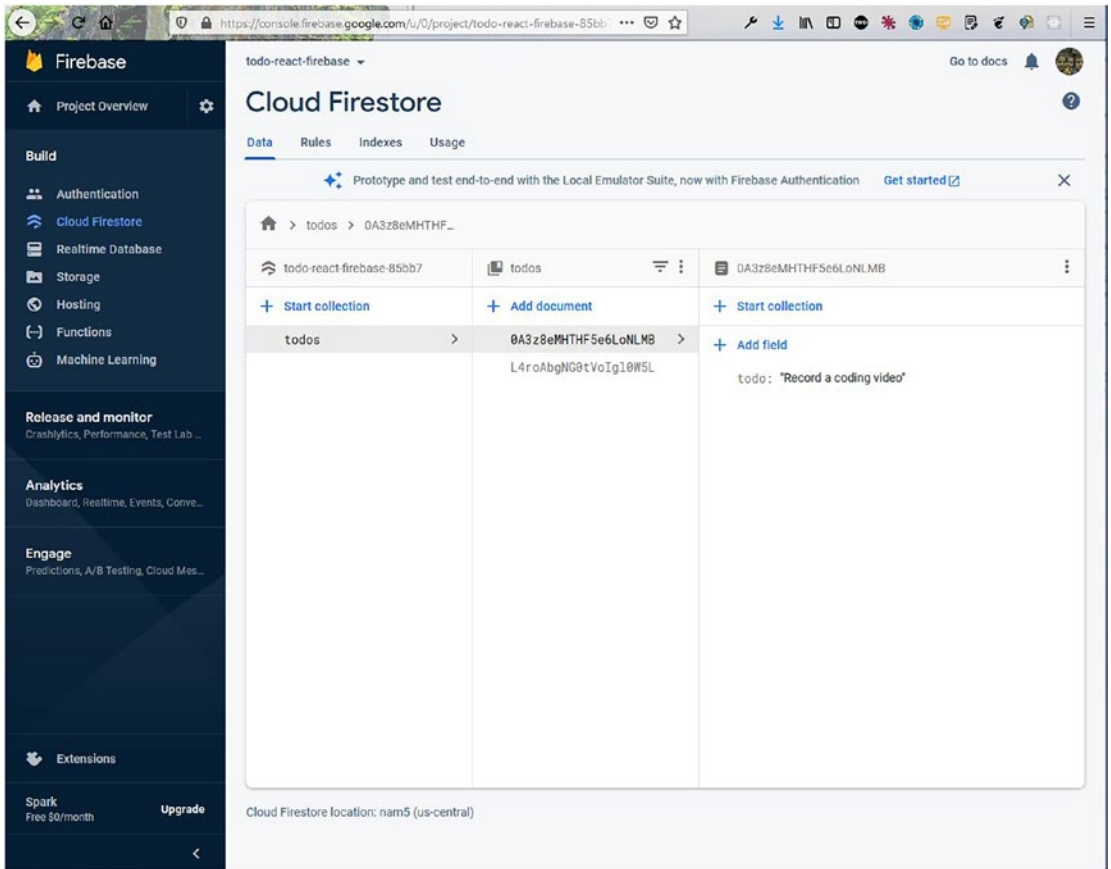 https://console.firebase.google.com/u/0/project/todo-react-firebase-85bb7
Firebase
Project Overview
Build
Authentication
Cloud Firestore
Realtime Database
Storage
Hosting
Functions
Machine Learning
Release and monitor
Crashlytics, Performance, Test Lab ...
Analytics
Dashboard, Realtime, Events, Conve...
Engage
Predictions, A/B Testing, Cloud Mes...
Extensions
Spark
Free $0/month
Upgrade
todo-react-firebase
Go to docs
Cloud Firestore
Data Rules Indexes Usage
Prototype and test end-to-end with the Local Emulator Suite, now with Firebase Authentication Get started
todos > 0A3z8eMHTHF...
todo-react-firebase-85bb7
+ Start collection
todos
todos
+ Add document
0A3z8eMHTHF5e6LoNLMB
L4roAbgNG0tVoIgl0W5L
0A3z8eMHTHF5e6LoNLMB
+ Start collection
+ Add field
todo: "Record a coding video"
Cloud Firestore location: nam5 (us-central)